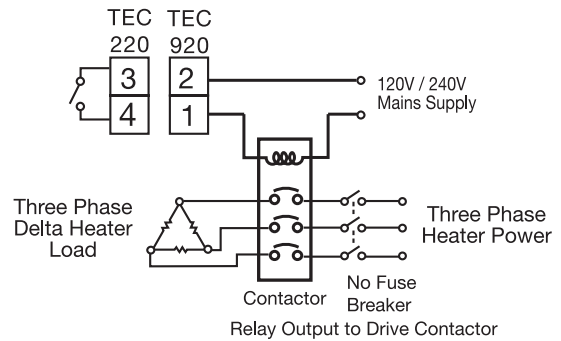 TEC TEC
220 920
3 2
4 1
120V / 240V
Mains Supply
Three Phase
Delta Heater
Load
Three Phase
Heater Power
Contactor
No Fuse
Breaker
Relay Output to Drive Contactor